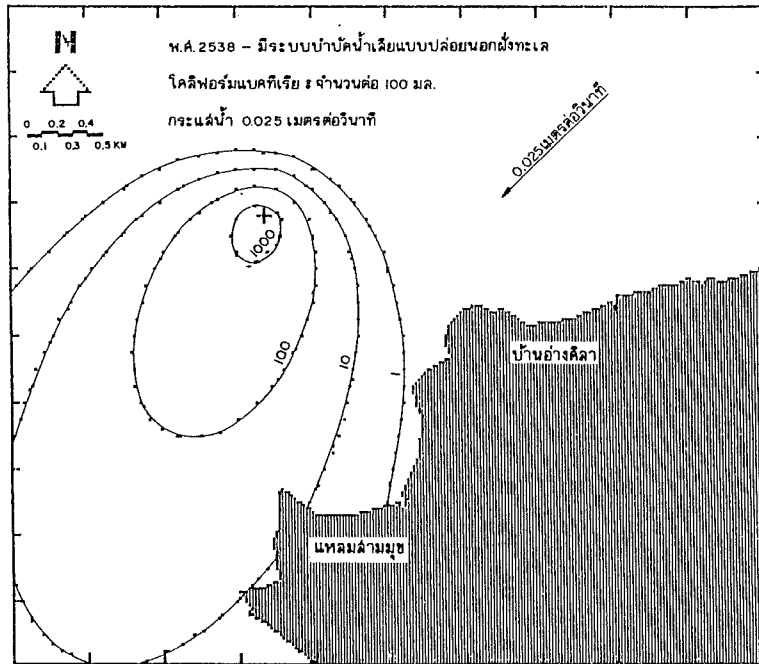 N
พ.ศ.2538 – มีระบบบำบัดน้ำเสียแบบปล่อยนอกฝั่งทะเล
โคลิฟอร์มแบคทีเรีย : จำนวนต่อ 100 มล.
กระแสน้ำ 0.025 เมตรต่อวินาที
0 0.2 0.4
0.1 0.3 0.5 KM
0.025 เมตรต่อวินาที
1000
100
10
1
บ้านอ่างศิลา
แหลมสามมุข